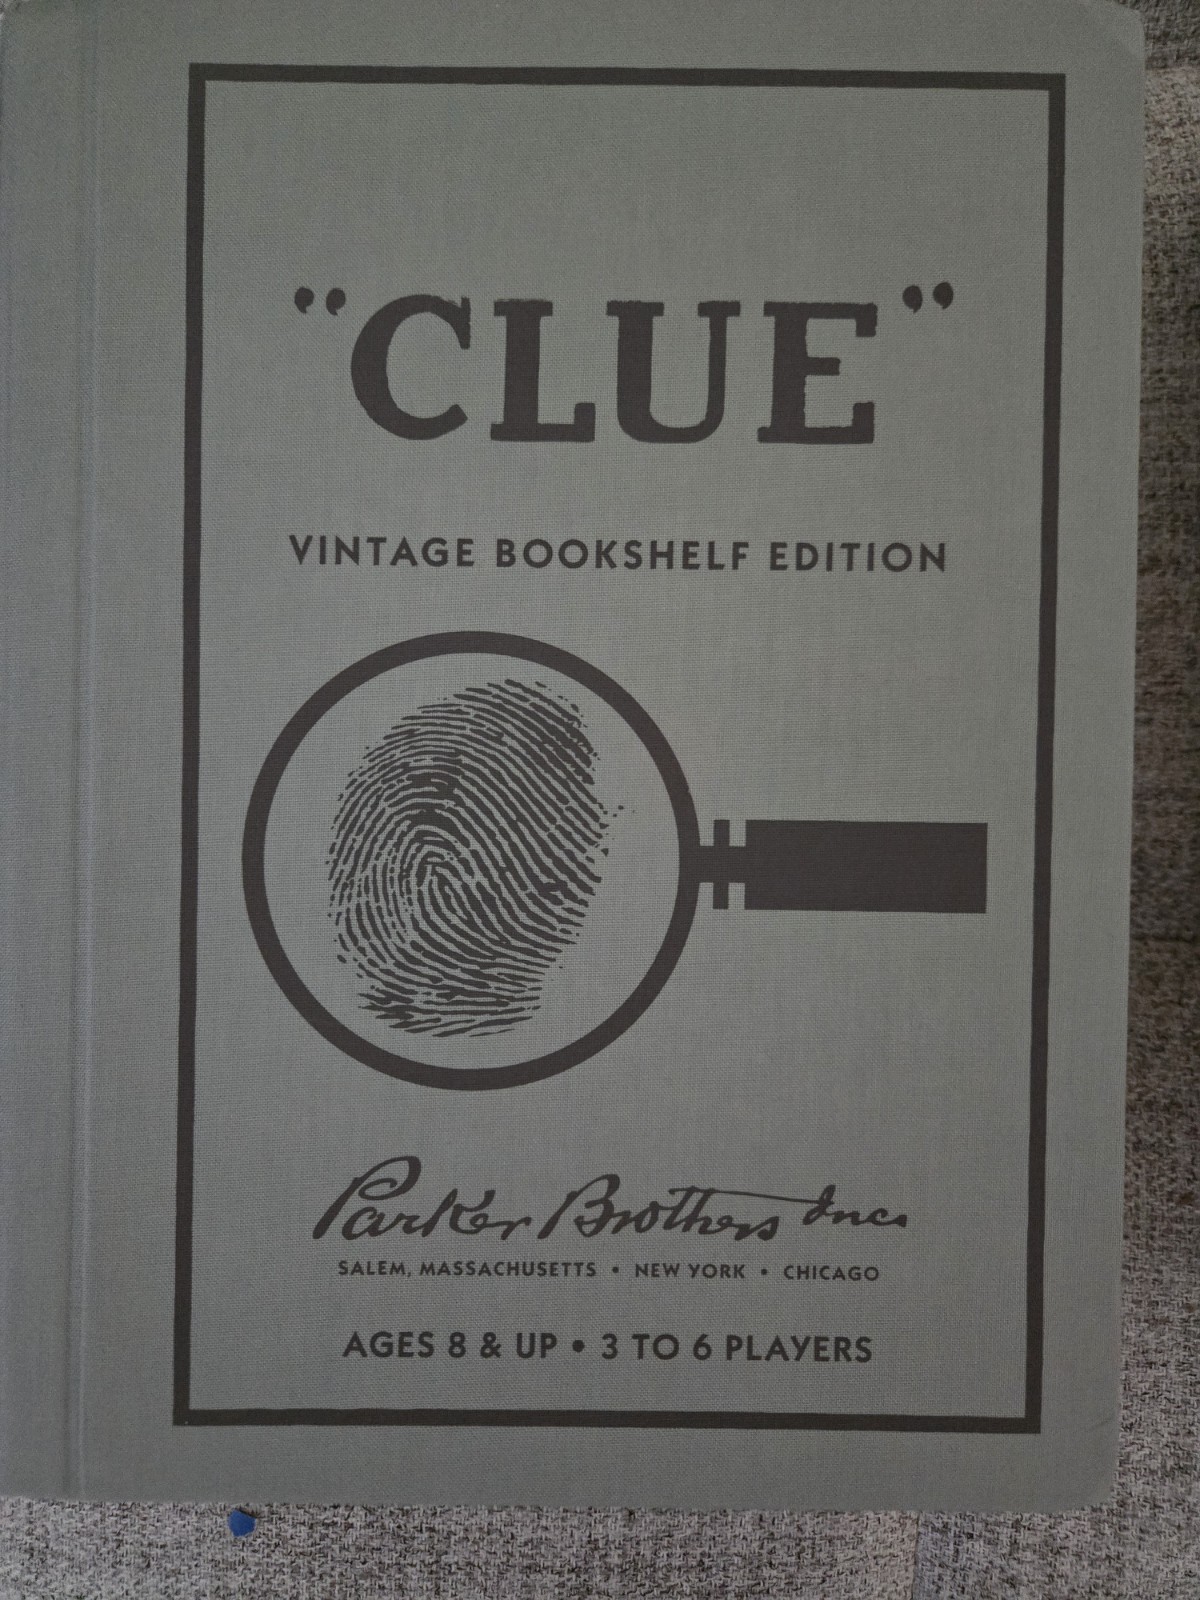 “CLUE”
VINTAGE BOOKSHELF EDITION
Parker Brothers Inc.
SALEM, MASSACHUSETTS • NEW YORK • CHICAGO
AGES 8 & UP • 3 TO 6 PLAYERS